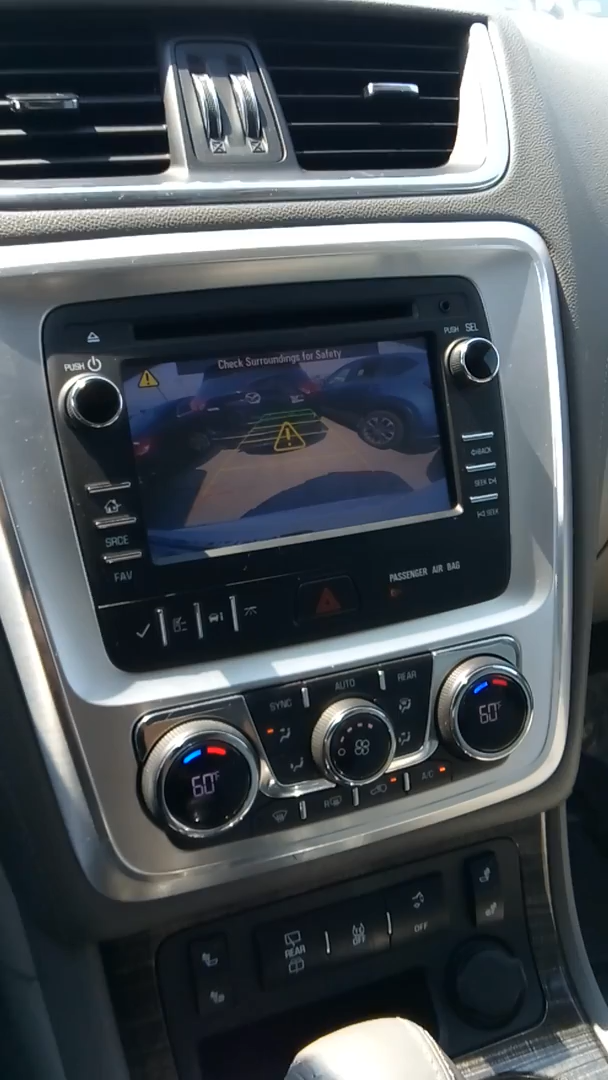 Check Surroundings for Safety
PUSH
PUSH SEL
BACK
SEEK
SRCE
SEEK
FAV
PASSENGER AIR BAG
SYNC
AUTO
REAR
60°F
60°F
R
A/C
REAR
OFF
OFF